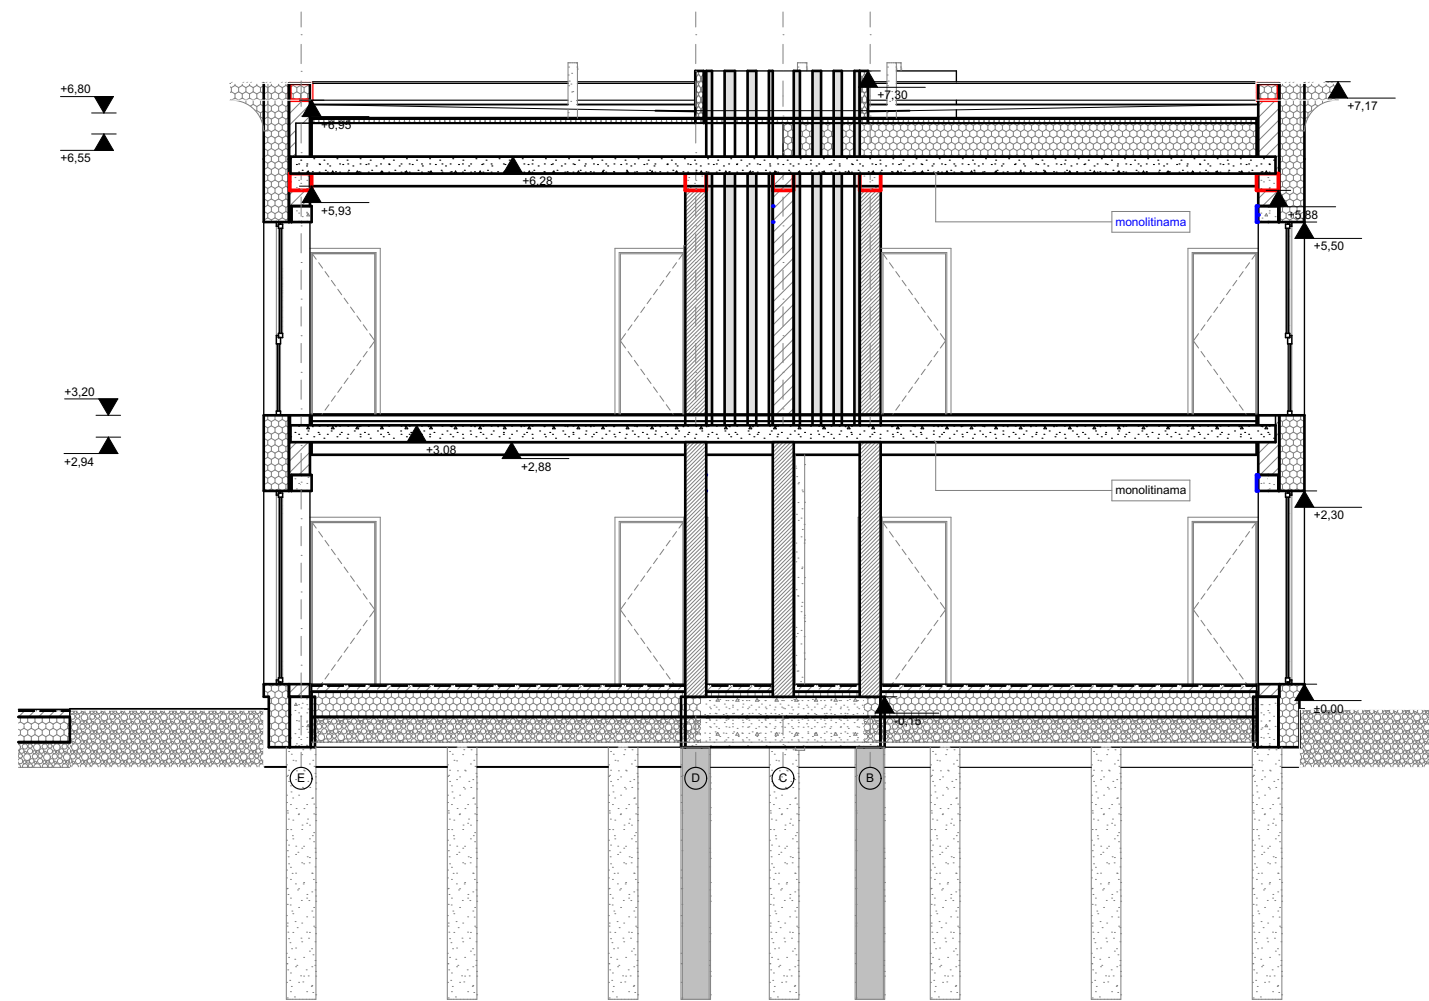 +6,80
+7,30
+7,17
+6,95
+6,55
+6.28
+5,93
+5,88
monolitinama
+5,50
+3,20
+2,94
+3.08
+2,88
monolitinama
+2,30
-0.15
±0,00
E
D
C
B